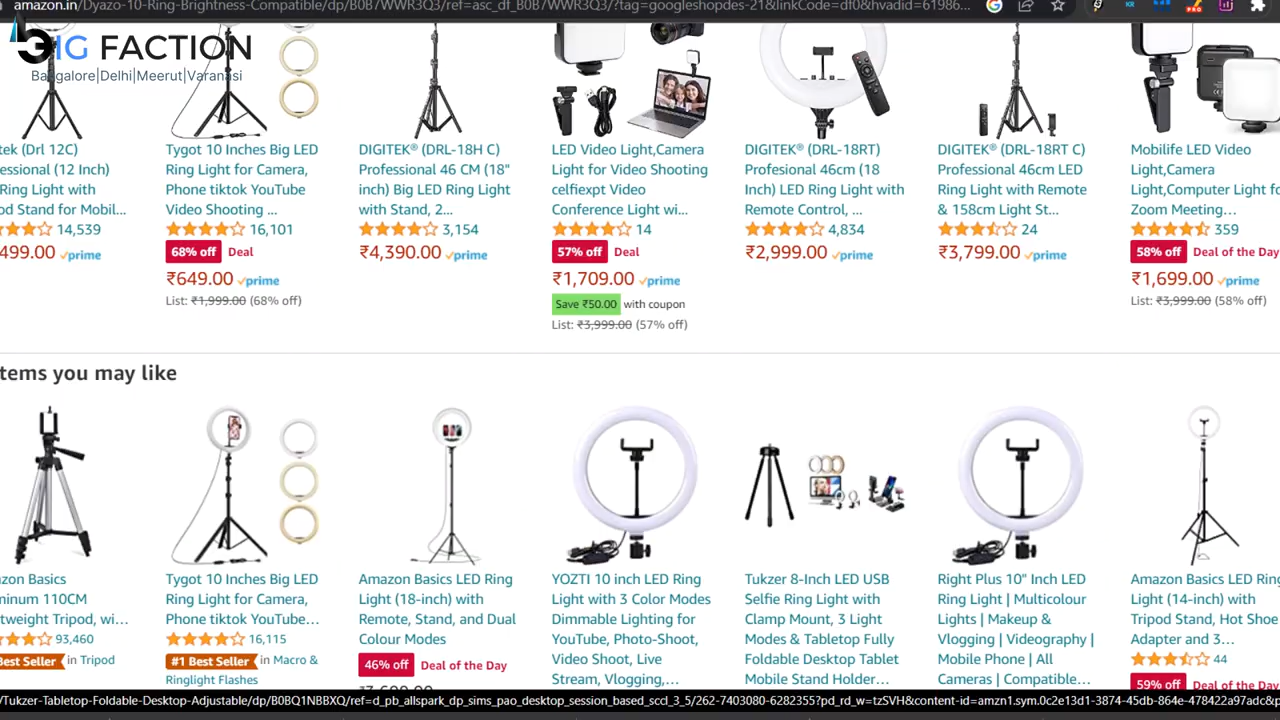 amazon.in/Dyazo-10-Ring-Brightness-Compatible/dp/B0B7WWR3Q3/ref=asc_df_B0B7WWR3Q3/?tag=googleshopdes-21&linkCode=df0&hvadid=61986...
BIG FACTION
Bangalore|Delhi|Meerut|Varanasi
tek (Drl 12C)
essional (12 Inch)
Ring Light with
od Stand for Mobil...
14,539
499.00 prime
Tygot 10 Inches Big LED
Ring Light for Camera,
Phone tiktok YouTube
Video Shooting ...
16,101
68% off Deal
₹649.00 prime
List: ₹1,999.00 (68% off)
DIGITEK® (DRL-18H C)
Professional 46 CM (18"
inch) Big LED Ring Light
with Stand, 2...
3,154
₹4,390.00 prime
LED Video Light,Camera
Light for Video Shooting
celfiexpt Video
Conference Light wi...
14
57% off Deal
₹1,709.00 prime
Save ₹50.00 with coupon
List: ₹3,999.00 (57% off)
DIGITEK® (DRL-18RT)
Profesional 46cm (18
Inch) LED Ring Light with
Remote Control, ...
4,834
₹2,999.00 prime
DIGITEK® (DRL-18RT C)
Professional 46cm LED
Ring Light with Remote
& 158cm Light St...
24
₹3,799.00 prime
Mobilife LED Video
Light,Camera
Light,Computer Light fo
Zoom Meeting...
359
58% off Deal of the Day
₹1,699.00 prime
List: ₹3,999.00 (58% off)
tems you may like
zon Basics
minum 110CM
tweight Tripod, wi...
93,460
Best Seller in Tripod
Tygot 10 Inches Big LED
Ring Light for Camera,
Phone tiktok YouTube...
16,115
#1 Best Seller in Macro &
Ringlight Flashes
Amazon Basics LED Ring
Light (18-inch) with
Remote, Stand, and Dual
Colour Modes
46% off Deal of the Day
YOZTI 10 inch LED Ring
Light with 3 Color Modes
Dimmable Lighting for
YouTube, Photo-Shoot,
Video Shoot, Live
Stream, Vlogging,...
Tukzer 8-Inch LED USB
Selfie Ring Light with
Clamp Mount, 3 Light
Modes & Tabletop Fully
Foldable Desktop Tablet
Mobile Stand Holder...
Right Plus 10" Inch LED
Ring Light | Multicolour
Lights | Makeup &
Vlogging | Videography |
Mobile Phone | All
Cameras | Compatible...
Amazon Basics LED Ring
Light (14-inch) with
Tripod Stand, Hot Shoe
Adapter and 3...
44
59% off Deal of the Day
/Tukzer-Tabletop-Foldable-Desktop-Adjustable/dp/B0BQ1NBBXQ/ref=d_pb_allspark_dp_sims_pao_desktop_session_based_sccl_3_5/262-7403080-6282355?pd_rd_w=tzSVH&content-id=amzn1.sym.0c2e13d1-3874-45db-864e-478422a97adc&p